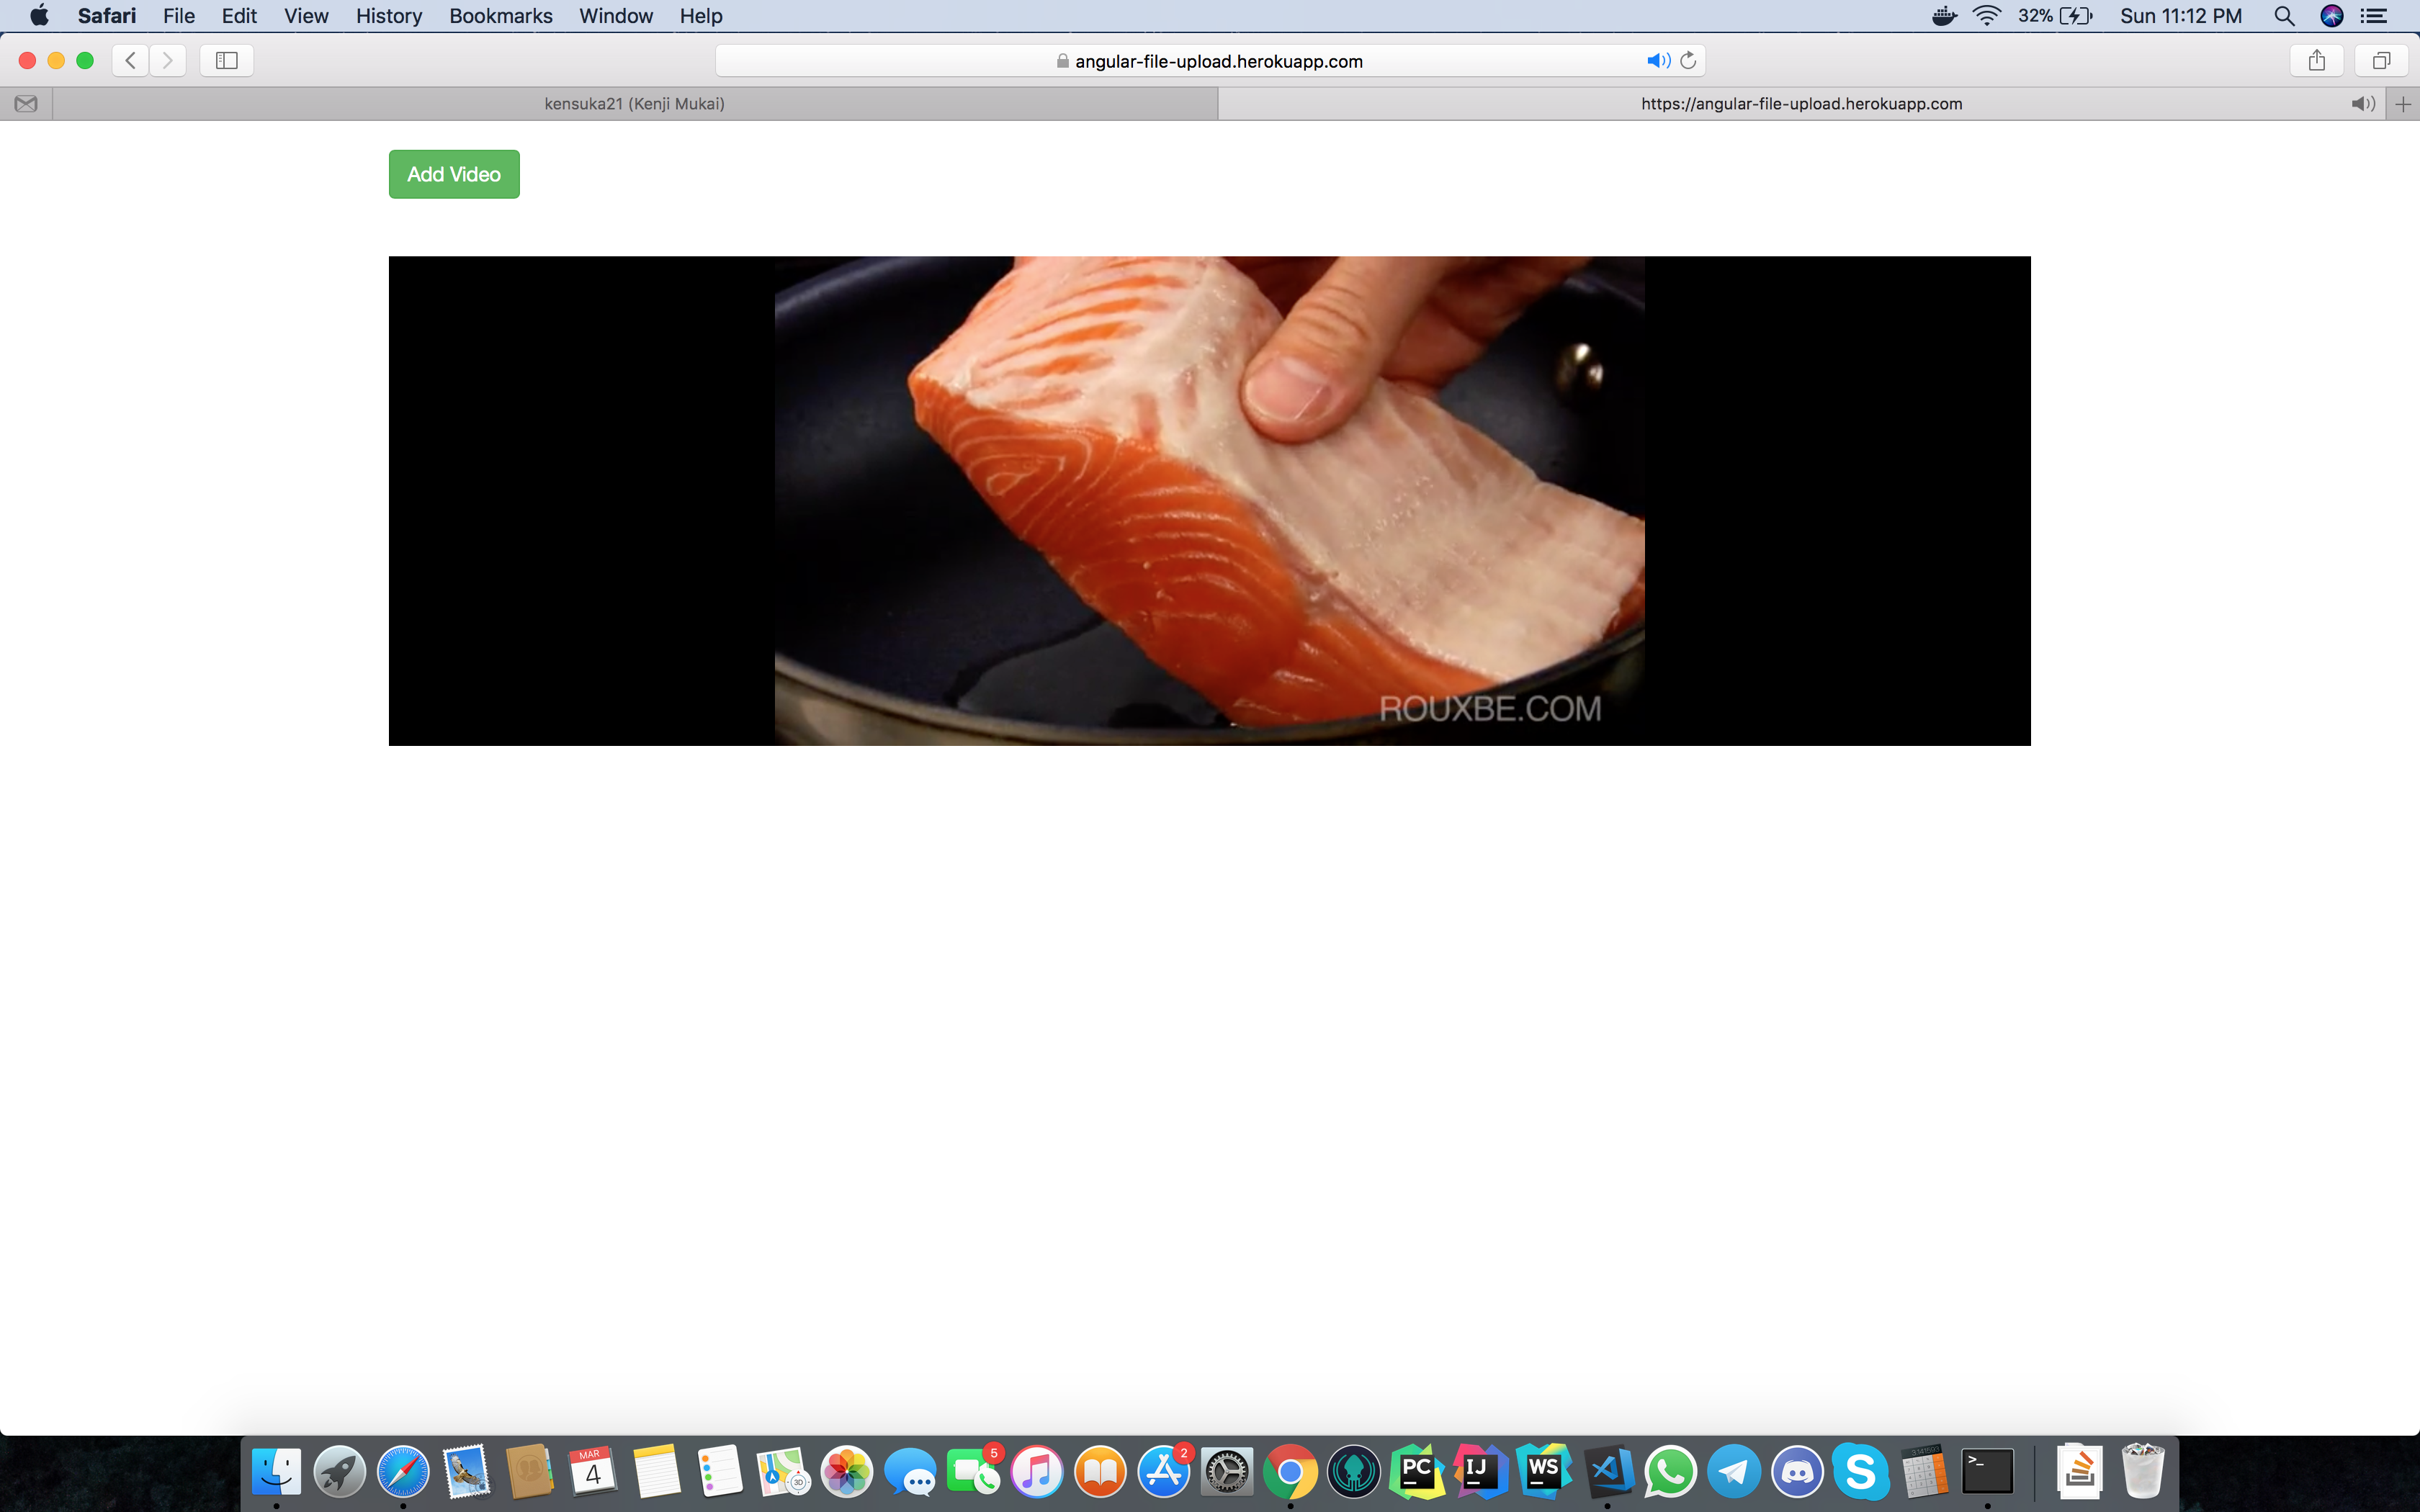 Safari File Edit View History Bookmarks Window Help 32% Sun 11:12 PM
angular-file-upload.herokuapp.com
kensuka21 (Kenji Mukai) https://angular-file-upload.herokuapp.com
Add Video
ROUXBE.COM
5 2
MAR
4
3D
PC IJ WS
>_